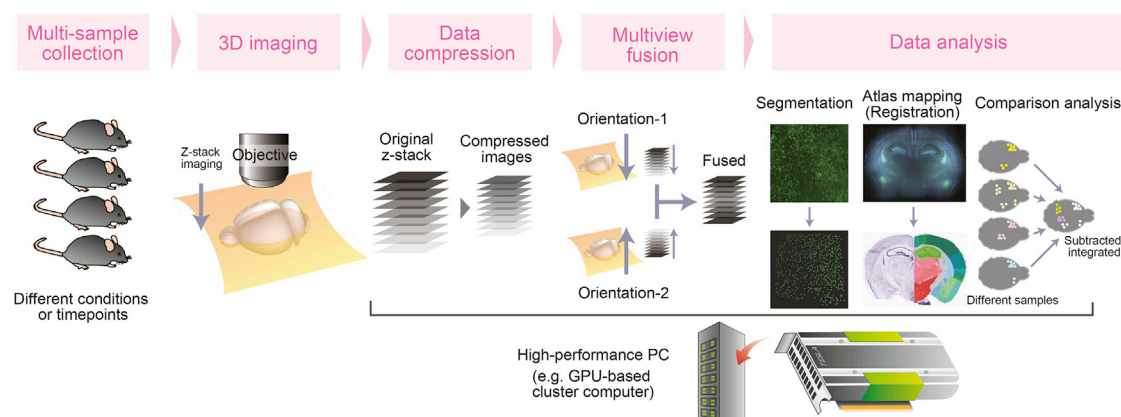 Multi-sample
collection
3D imaging
Data
compression
Multiview
fusion
Data analysis
Z-stack
imaging
Objective
Original
z-stack
Compressed
images
Orientation-1
Fused
Orientation-2
Segmentation
Atlas mapping
(Registration)
Comparison analysis
Subtracted
integrated
Different samples
Different conditions
or timepoints
High-performance PC
(e.g. GPU-based
cluster computer)
TESLA